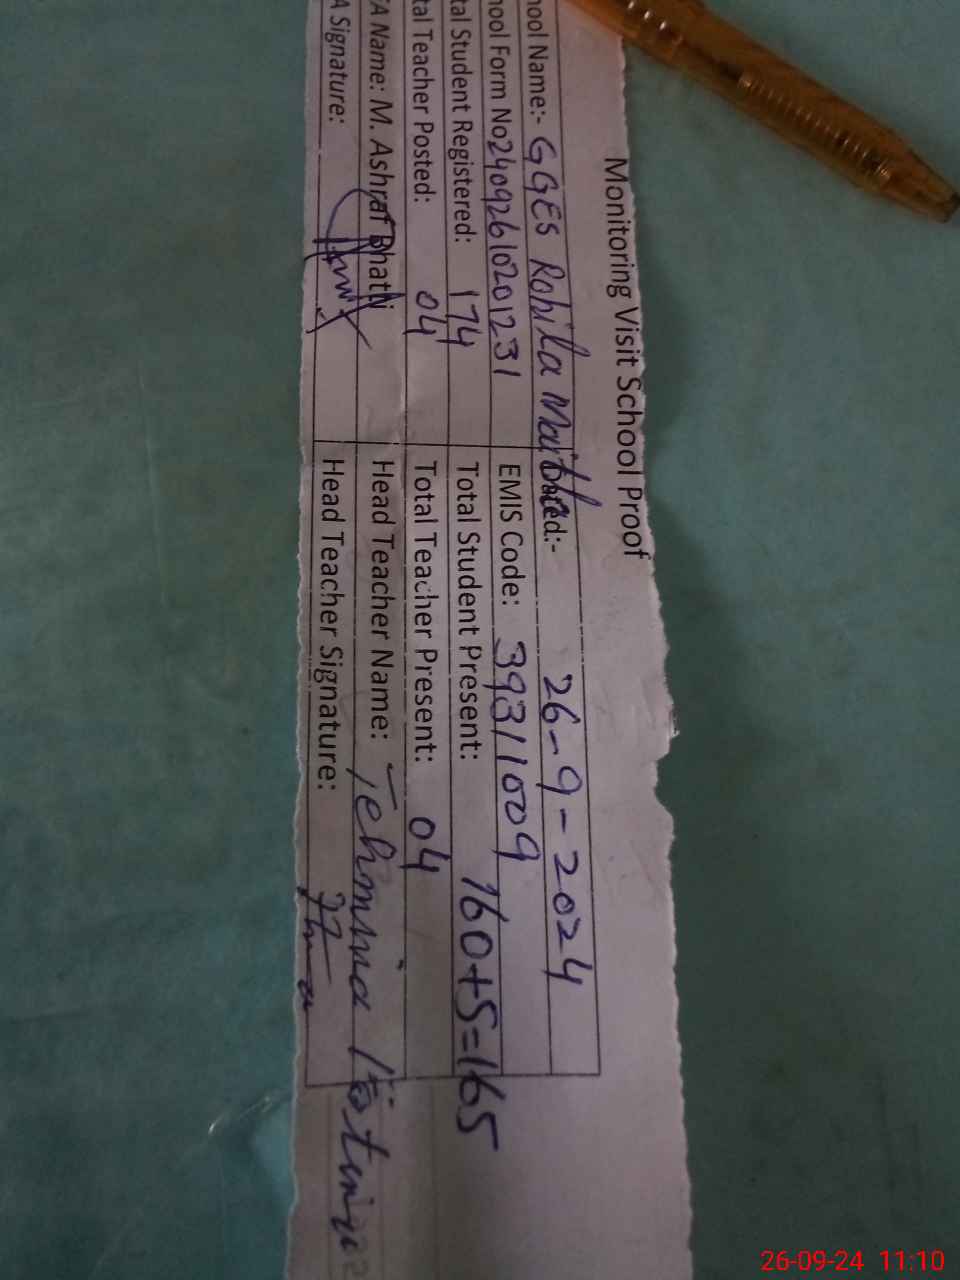 Monitoring Visit School Proof
hool Name:- GGES Rohila Dated:- 26-9-2024
hool Form No24092610201231 EMIS Code: 39311009
tal Student Registered: 174 Total Student Present: 160+5=165
tal Teacher Posted: 04 Total Teacher Present: 04
A Name: M. Ashraf Bhatti Head Teacher Name: Tehmina
A Signature: Head Teacher Signature:
26-09-24 11:10